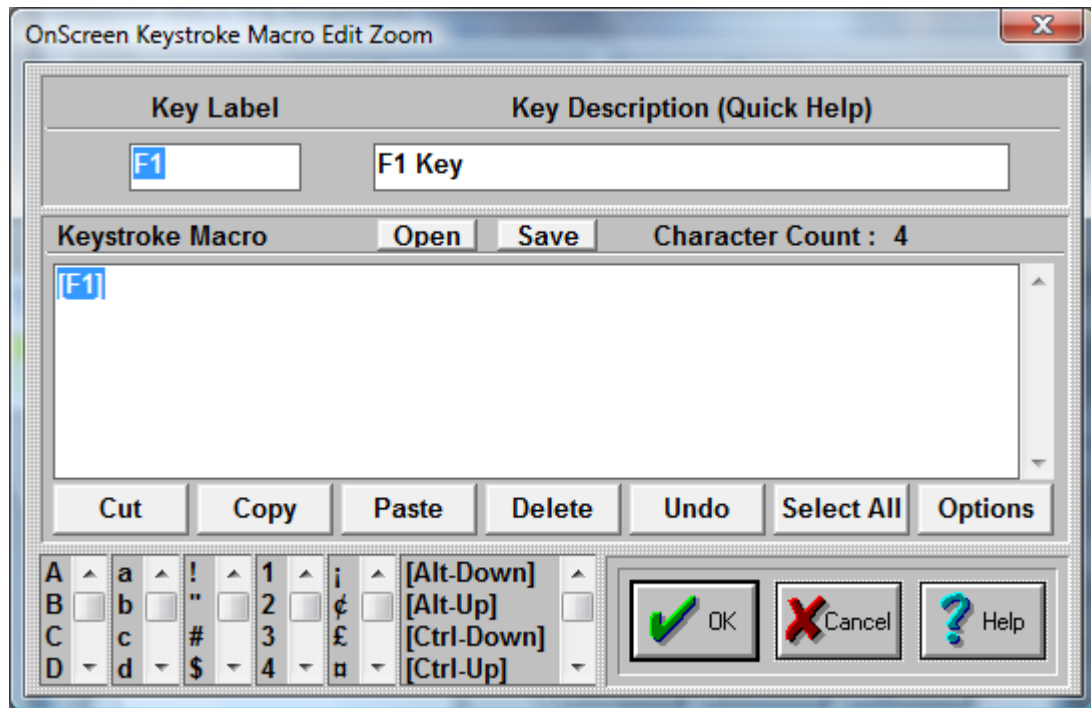 OnScreen Keystroke Macro Edit Zoom
Key Label Key Description (Quick Help)
F1 F1 Key
Keystroke Macro Open Save Character Count : 4
[F1]
Cut Copy Paste Delete Undo Select All Options
A a ! 1 ¡ [Alt-Down]
B b " 2 ¢ [Alt-Up]
C c # 3 £ [Ctrl-Down]
D d $ 4 ¤ [Ctrl-Up]
OK Cancel Help